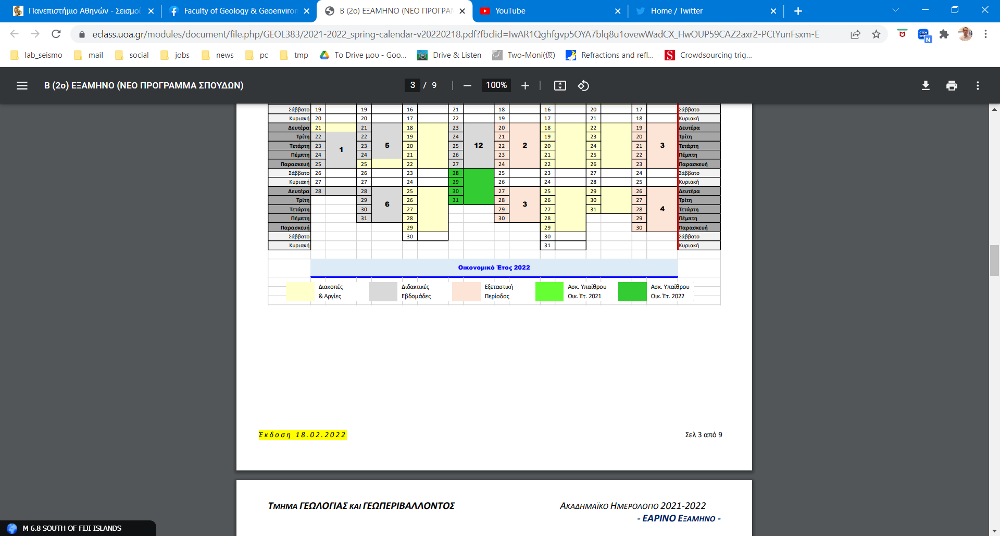 Πανεπιστήμιο Αθηνών - Σεισμοί
Faculty of Geology & Geoenviron
Β (2ο) ΕΞΑΜΗΝΟ (ΝΕΟ ΠΡΟΓΡΑΜ
YouTube
Home / Twitter
eclass.uoa.gr/modules/document/file.php/GEOL383/2021-2022_spring-calendar-v20220218.pdf?fbclid=IwAR1Qghfgvp5OYA7blq8u1ovewWadCX_HwOUP59CAZ2axr2-PCtYunFsxm-E
lab_seismo mail social jobs news pc tmp Το Drive μου - Goo... Drive & Listen Two-Moni(仮) Refractions and refl... Crowdsourcing trig...
Β (2ο) ΕΞΑΜΗΝΟ (ΝΕΟ ΠΡΟΓΡΑΜΜΑ ΣΠΟΥΔΩΝ) 3 / 9 100%
Σάββατο 19 19 16 21 18 16 20 17 Σάββατο
Κυριακή 20 20 17 22 19 17 21 18 Κυριακή
Δευτέρα 21 21 18 23 20 18 22 19 Δευτέρα
Τρίτη 22 22 19 24 21 19 23 20 Τρίτη
Τετάρτη 23 1 23 5 20 25 12 22 2 20 24 21 3 Τετάρτη
Πέμπτη 24 24 21 26 23 21 25 22 Πέμπτη
Παρασκευή 25 25 22 27 24 22 26 23 Παρασκευή
Σάββατο 26 26 23 28 25 23 27 24 Σάββατο
Κυριακή 27 27 24 29 26 24 28 25 Κυριακή
Δευτέρα 28 28 25 30 27 25 29 26 Δευτέρα
Τρίτη 29 6 26 31 28 3 26 30 27 Τρίτη
Τετάρτη 30 27 29 27 31 28 4 Τετάρτη
Πέμπτη 31 28 30 28 29 Πέμπτη
Παρασκευή 29 29 30 Παρασκευή
Σάββατο 30 30 Σάββατο
Κυριακή 31 Κυριακή
Οικονομικό Έτος 2022
Διακοπές Διδακτικές Εξεταστική Ασκ. Υπαίθρου Ασκ. Υπαίθρου
& Αργίες Εβδομάδες Περίοδος Οικ. Έτ. 2021 Οικ. Έτ. 2022
Έκδοση 18.02.2022
Σελ 3 από 9
ΤΜΗΜΑ ΓΕΩΛΟΓΙΑΣ ΚΑΙ ΓΕΩΠΕΡΙΒΑΛΛΟΝΤΟΣ
ΑΚΑΔΗΜΑΪΚΟ ΗΜΕΡΟΛΟΓΙΟ 2021-2022
- ΕΑΡΙΝΟ ΕΞΑΜΗΝΟ -
M 6.8 SOUTH OF FIJI ISLANDS